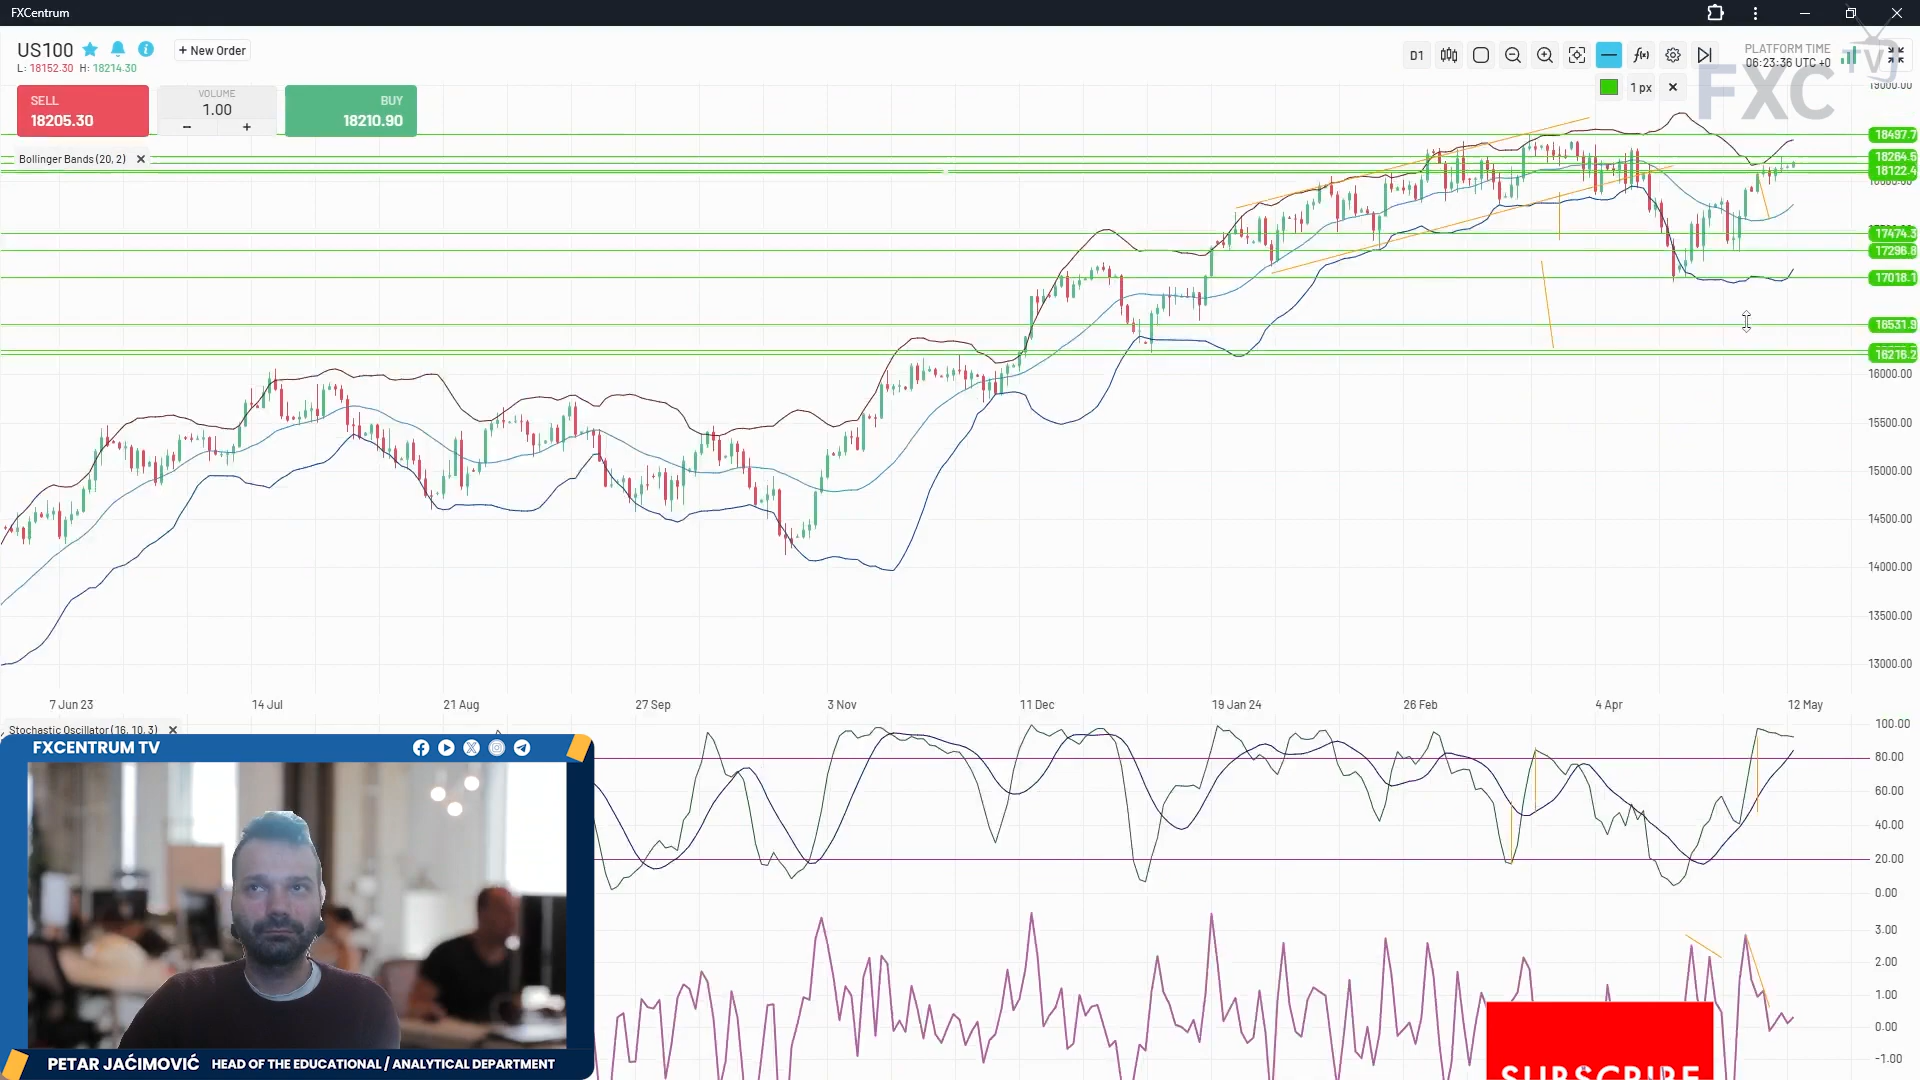 FXCentrum
US100
+ New Order
L: 18152.30 H: 18214.30
D1
PLATFORM TIME
06:23:36 UTC +0
TV
FXC
1 px
SELL
18205.30
VOLUME
1.00
BUY
18210.90
Bollinger Bands (20, 2)
19000.00
18497.7
18264.5
18122.4
17474.3
17296.8
17018.1
16531.9
16216.2
16000.00
15500.00
15000.00
14500.00
14000.00
13500.00
13000.00
7 Jun 23
14 Jul
21 Aug
27 Sep
3 Nov
11 Dec
19 Jan 24
26 Feb
4 Apr
12 May
Stochastic Oscillator (16, 10, 3)
100.00
80.00
60.00
40.00
20.00
0.00
3.00
2.00
1.00
0.00
-1.00
FXCENTRUM TV
PETAR JAĆIMOVIĆ HEAD OF THE EDUCATIONAL / ANALYTICAL DEPARTMENT
SUBSCRIBE